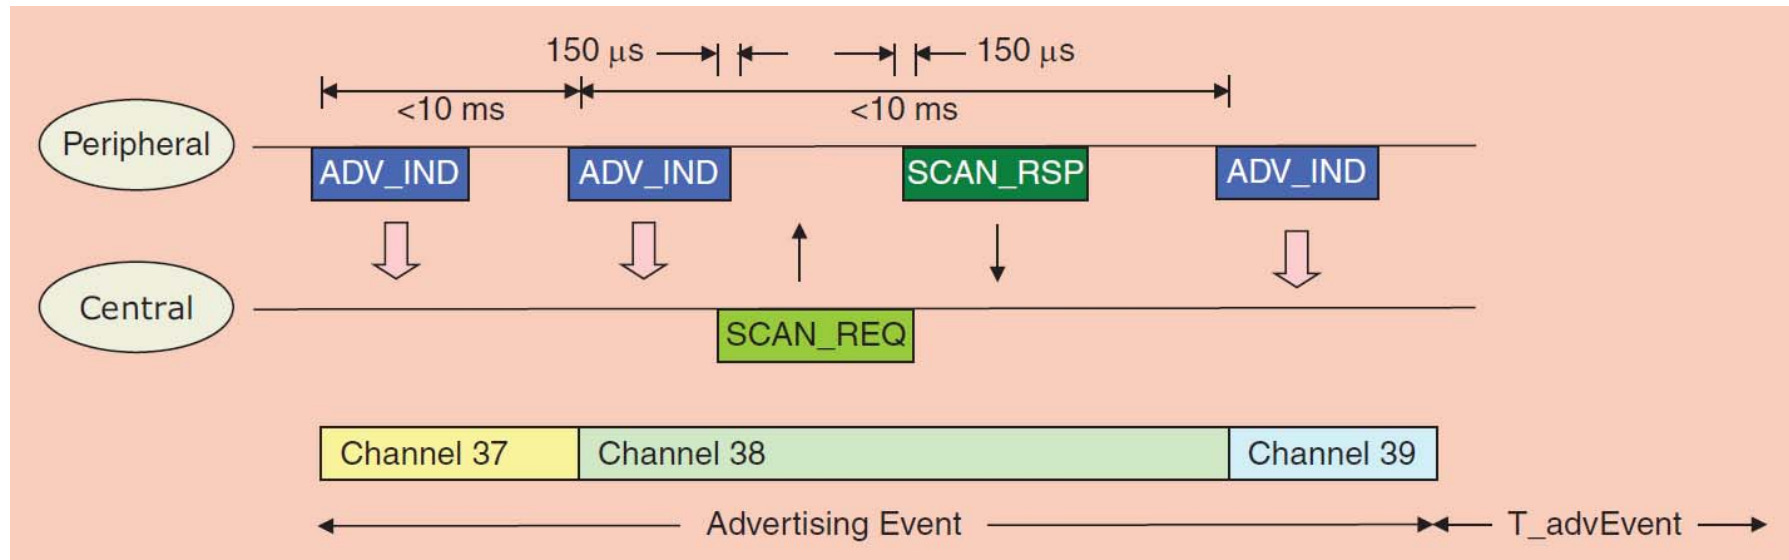 150 μs
150 μs
<10 ms
<10 ms
Peripheral
ADV_IND
ADV_IND
SCAN_RSP
ADV_IND
Central
SCAN_REQ
Channel 37
Channel 38
Channel 39
Advertising Event
T_advEvent